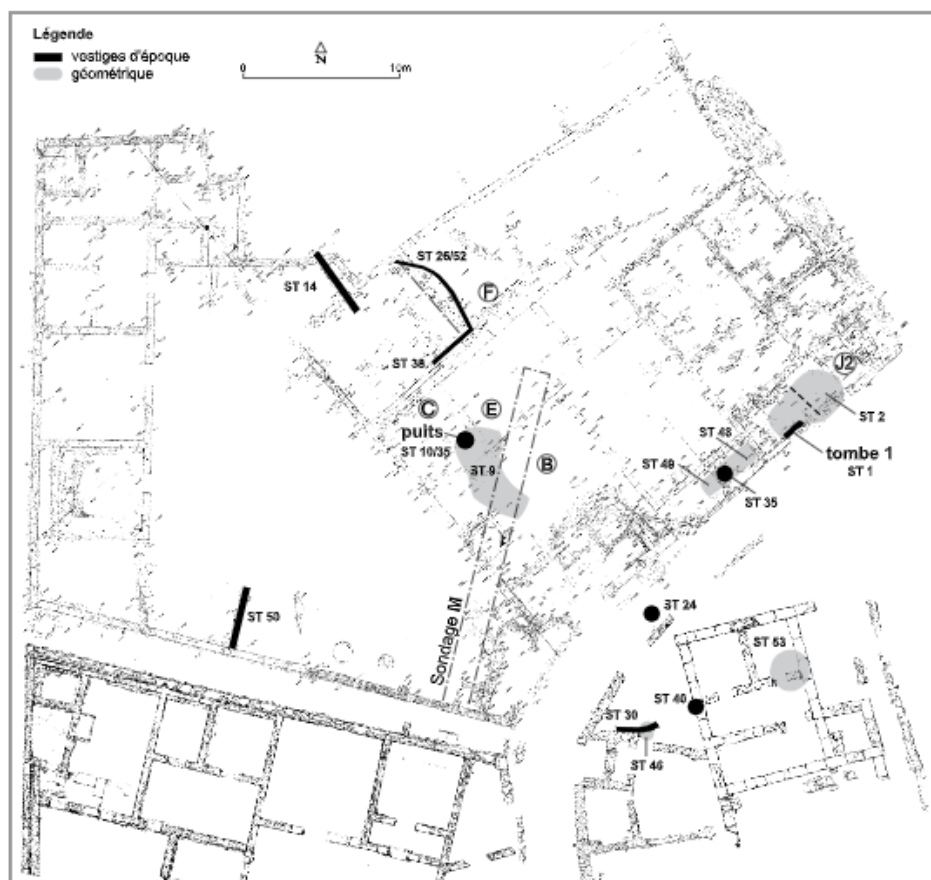 Légende
vestiges d'époque
géométrique
N
0 10m
ST 26/52
ST 14
F
ST 38
J2
C
E
puits
ST 10/35
ST 9
B
ST 2
ST 48
tombe 1
ST 1
ST 49
ST 35
ST 24
ST 50
ST 53
Sondage M
ST 40
ST 30
ST 46